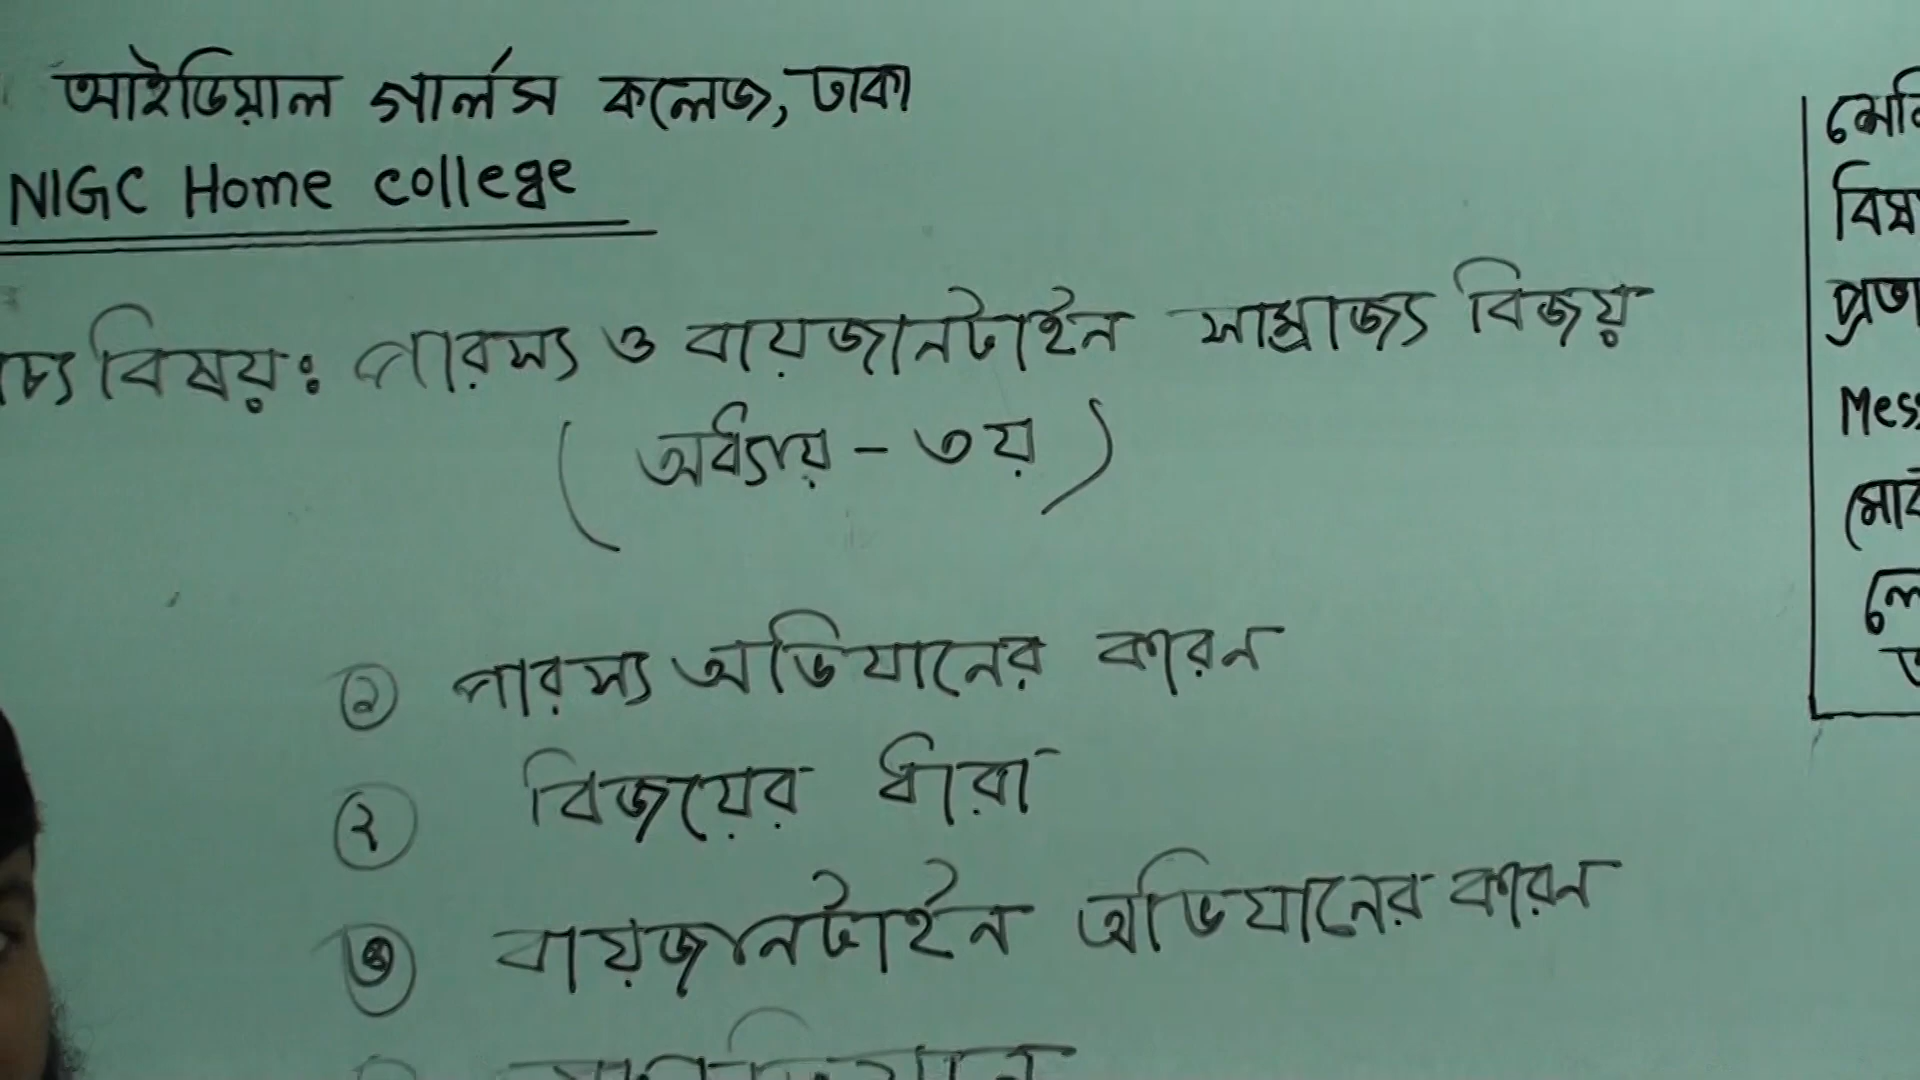 আইডিয়াল গার্লস কলেজ, ঢাকা
NIGC Home college
চ্য বিষয়: পারস্য ও বায়জানটাইন সাম্রাজ্য বিজয়
( অধ্যায় - ৩য় )
১ পারস্য অভিযানের কারন
২ বিজয়ের ধারা
৩ বায়জানটাইন অভিযানের কারন
Mess